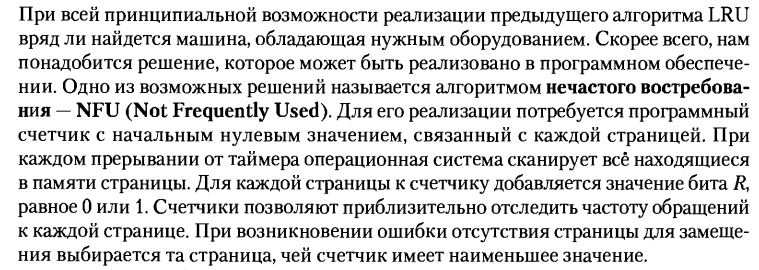 При всей принципиальной возможности реализации предыдущего алгоритма LRU
вряд ли найдется машина, обладающая нужным оборудованием. Скорее всего, нам
понадобится решение, которое может быть реализовано в программном обеспече-
нии. Одно из возможных решений называется алгоритмом нечастого востребова-
ния — NFU (Not Frequently Used). Для его реализации потребуется программный
счетчик с начальным нулевым значением, связанный с каждой страницей. При
каждом прерывании от таймера операционная система сканирует всё находящиеся
в памяти страницы. Для каждой страницы к счетчику добавляется значение бита R,
равное 0 или 1. Счетчики позволяют приблизительно отследить частоту обращений
к каждой странице. При возникновении ошибки отсутствия страницы для замеще-
ния выбирается та страница, чей счетчик имеет наименьшее значение.